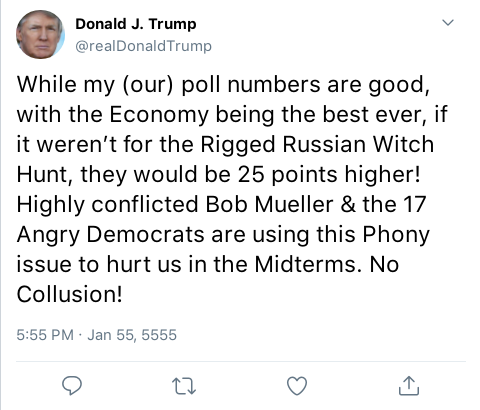 Donald J. Trump
@realDonaldTrump
While my (our) poll numbers are good,
with the Economy being the best ever, if
it weren't for the Rigged Russian Witch
Hunt, they would be 25 points higher!
Highly conflicted Bob Mueller & the 17
Angry Democrats are using this Phony
issue to hurt us in the Midterms. No
Collusion!
5:55 PM · Jan 55, 5555